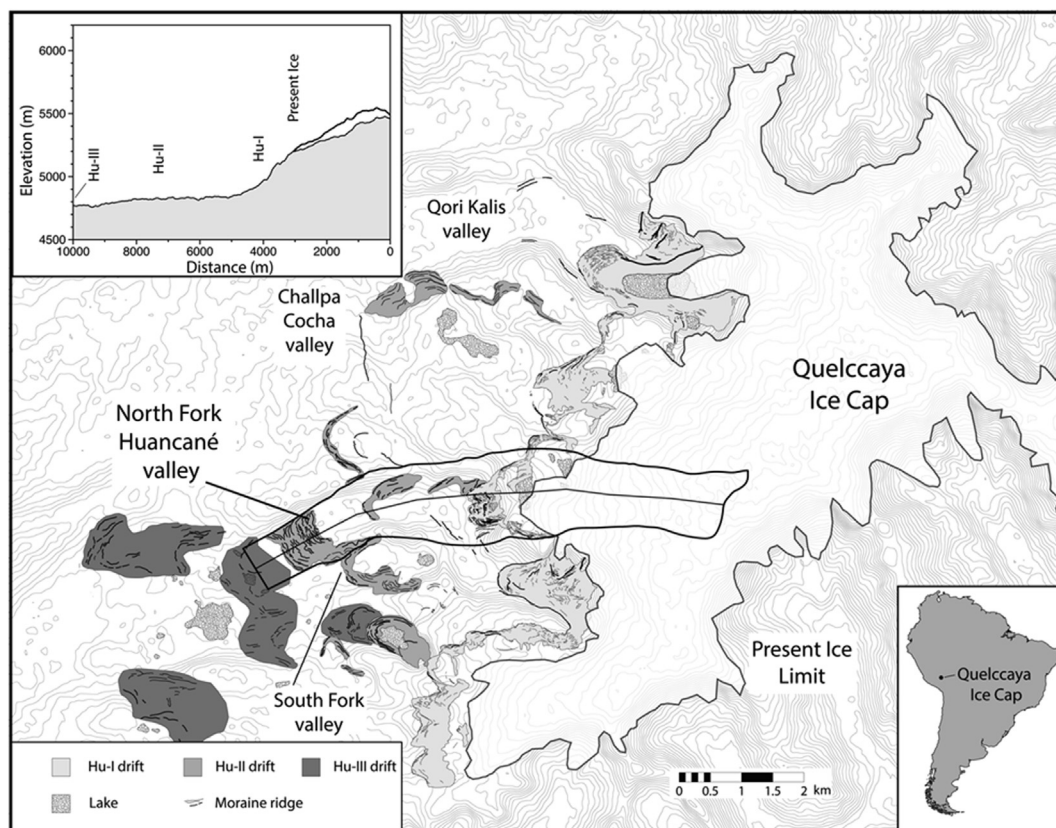 6000
5500
5000
4500
Elevation (m)
Hu-III
Hu-II
Hu-I
Present Ice
10000 8000 6000 4000 2000 0
Distance (m)
Qori Kalis
valley
Challpa
Cocha
valley
North Fork
Huancané
valley
Quelccaya
Ice Cap
South Fork
valley
Present Ice
Limit
Quelccaya
Ice Cap
Hu-I drift
Hu-II drift
Hu-III drift
Lake
Moraine ridge
0 0.5 1 1.5 2
km